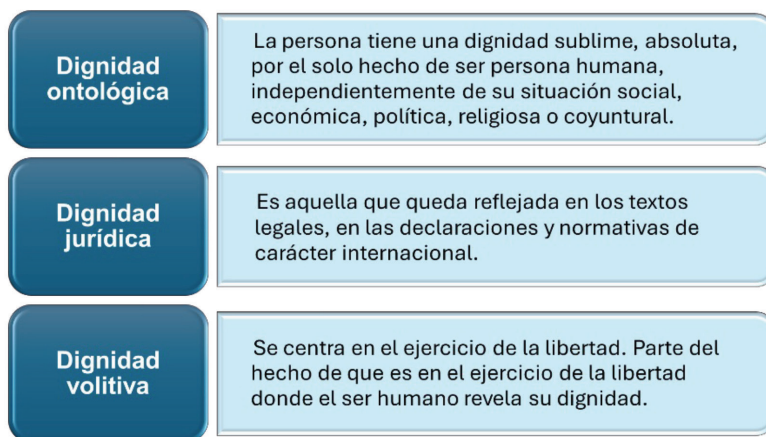 Dignidad
ontológica
La persona tiene una dignidad sublime, absoluta,
por el solo hecho de ser persona humana,
independientemente de su situación social,
económica, política, religiosa o coyuntural.
Dignidad
jurídica
Es aquella que queda reflejada en los textos
legales, en las declaraciones y normativas de
carácter internacional.
Dignidad
volitiva
Se centra en el ejercicio de la libertad. Parte del
hecho de que es en el ejercicio de la libertad
donde el ser humano revela su dignidad.